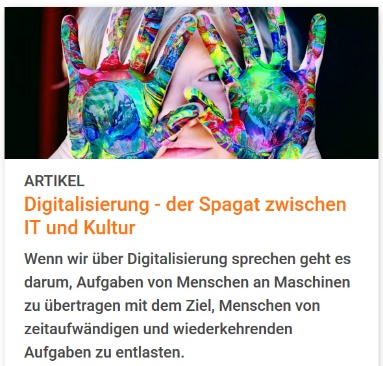 ARTIKEL
Digitalisierung - der Spagat zwischen
IT und Kultur
Wenn wir über Digitalisierung sprechen geht es
darum, Aufgaben von Menschen an Maschinen
zu übertragen mit dem Ziel, Menschen von
zeitaufwändigen und wiederkehrenden
Aufgaben zu entlasten.